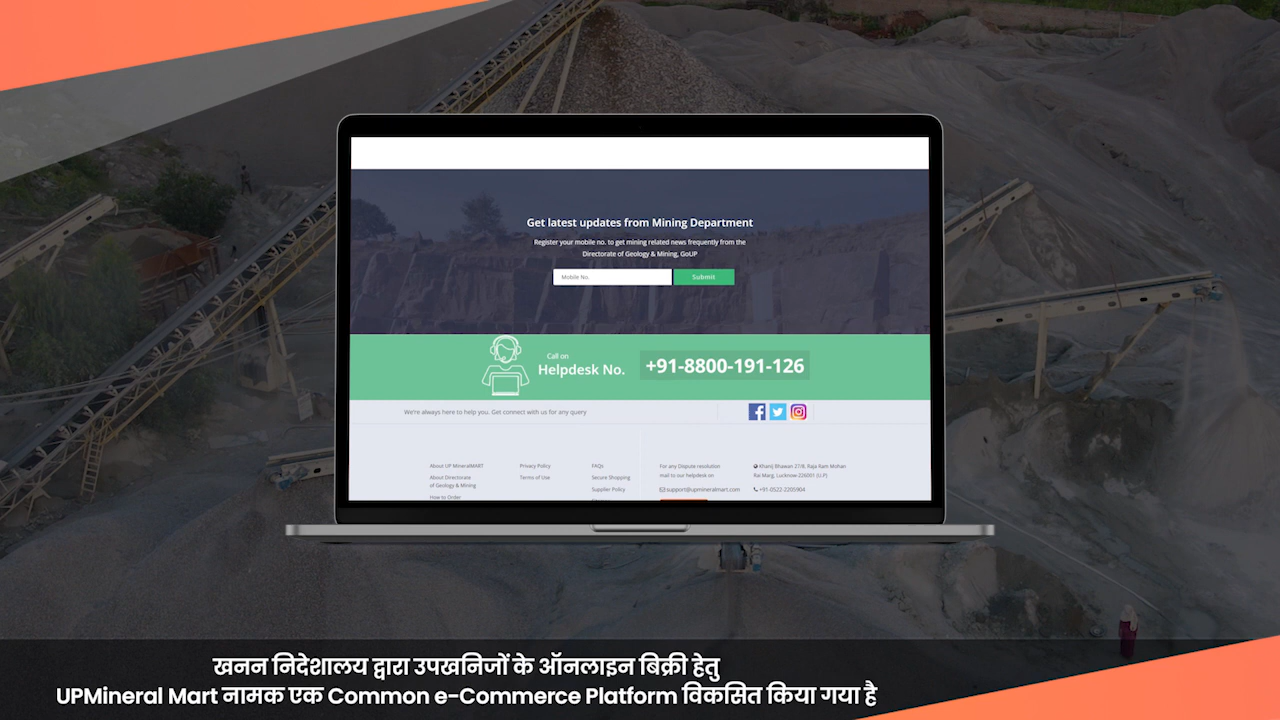 Get latest updates from Mining Department
Register your mobile no. to get mining related news frequently from the
Directorate of Geology & Mining, GoUP
Mobile No.
Submit
Call on
Helpdesk No.
+91-8800-191-126
We're always here to help you. Get connect with us for any query
About UP MineralMART
About Directorate
of Geology & Mining
How to Order
Privacy Policy
Terms of Use
FAQs
Secure Shopping
Supplier Policy
For any Dispute resolution
mail to our helpdesk on
support@upmineralmart.com
Khanij Bhawan 27/8, Raja Ram Mohan
Rai Marg, Lucknow-226001 (U.P)
+91-0522-2205904
खनन निदेशालय द्वारा उपखनिजों के ऑनलाइन बिक्री हेतु
UPMineral Mart नामक एक Common e-Commerce Platform विकसित किया गया है